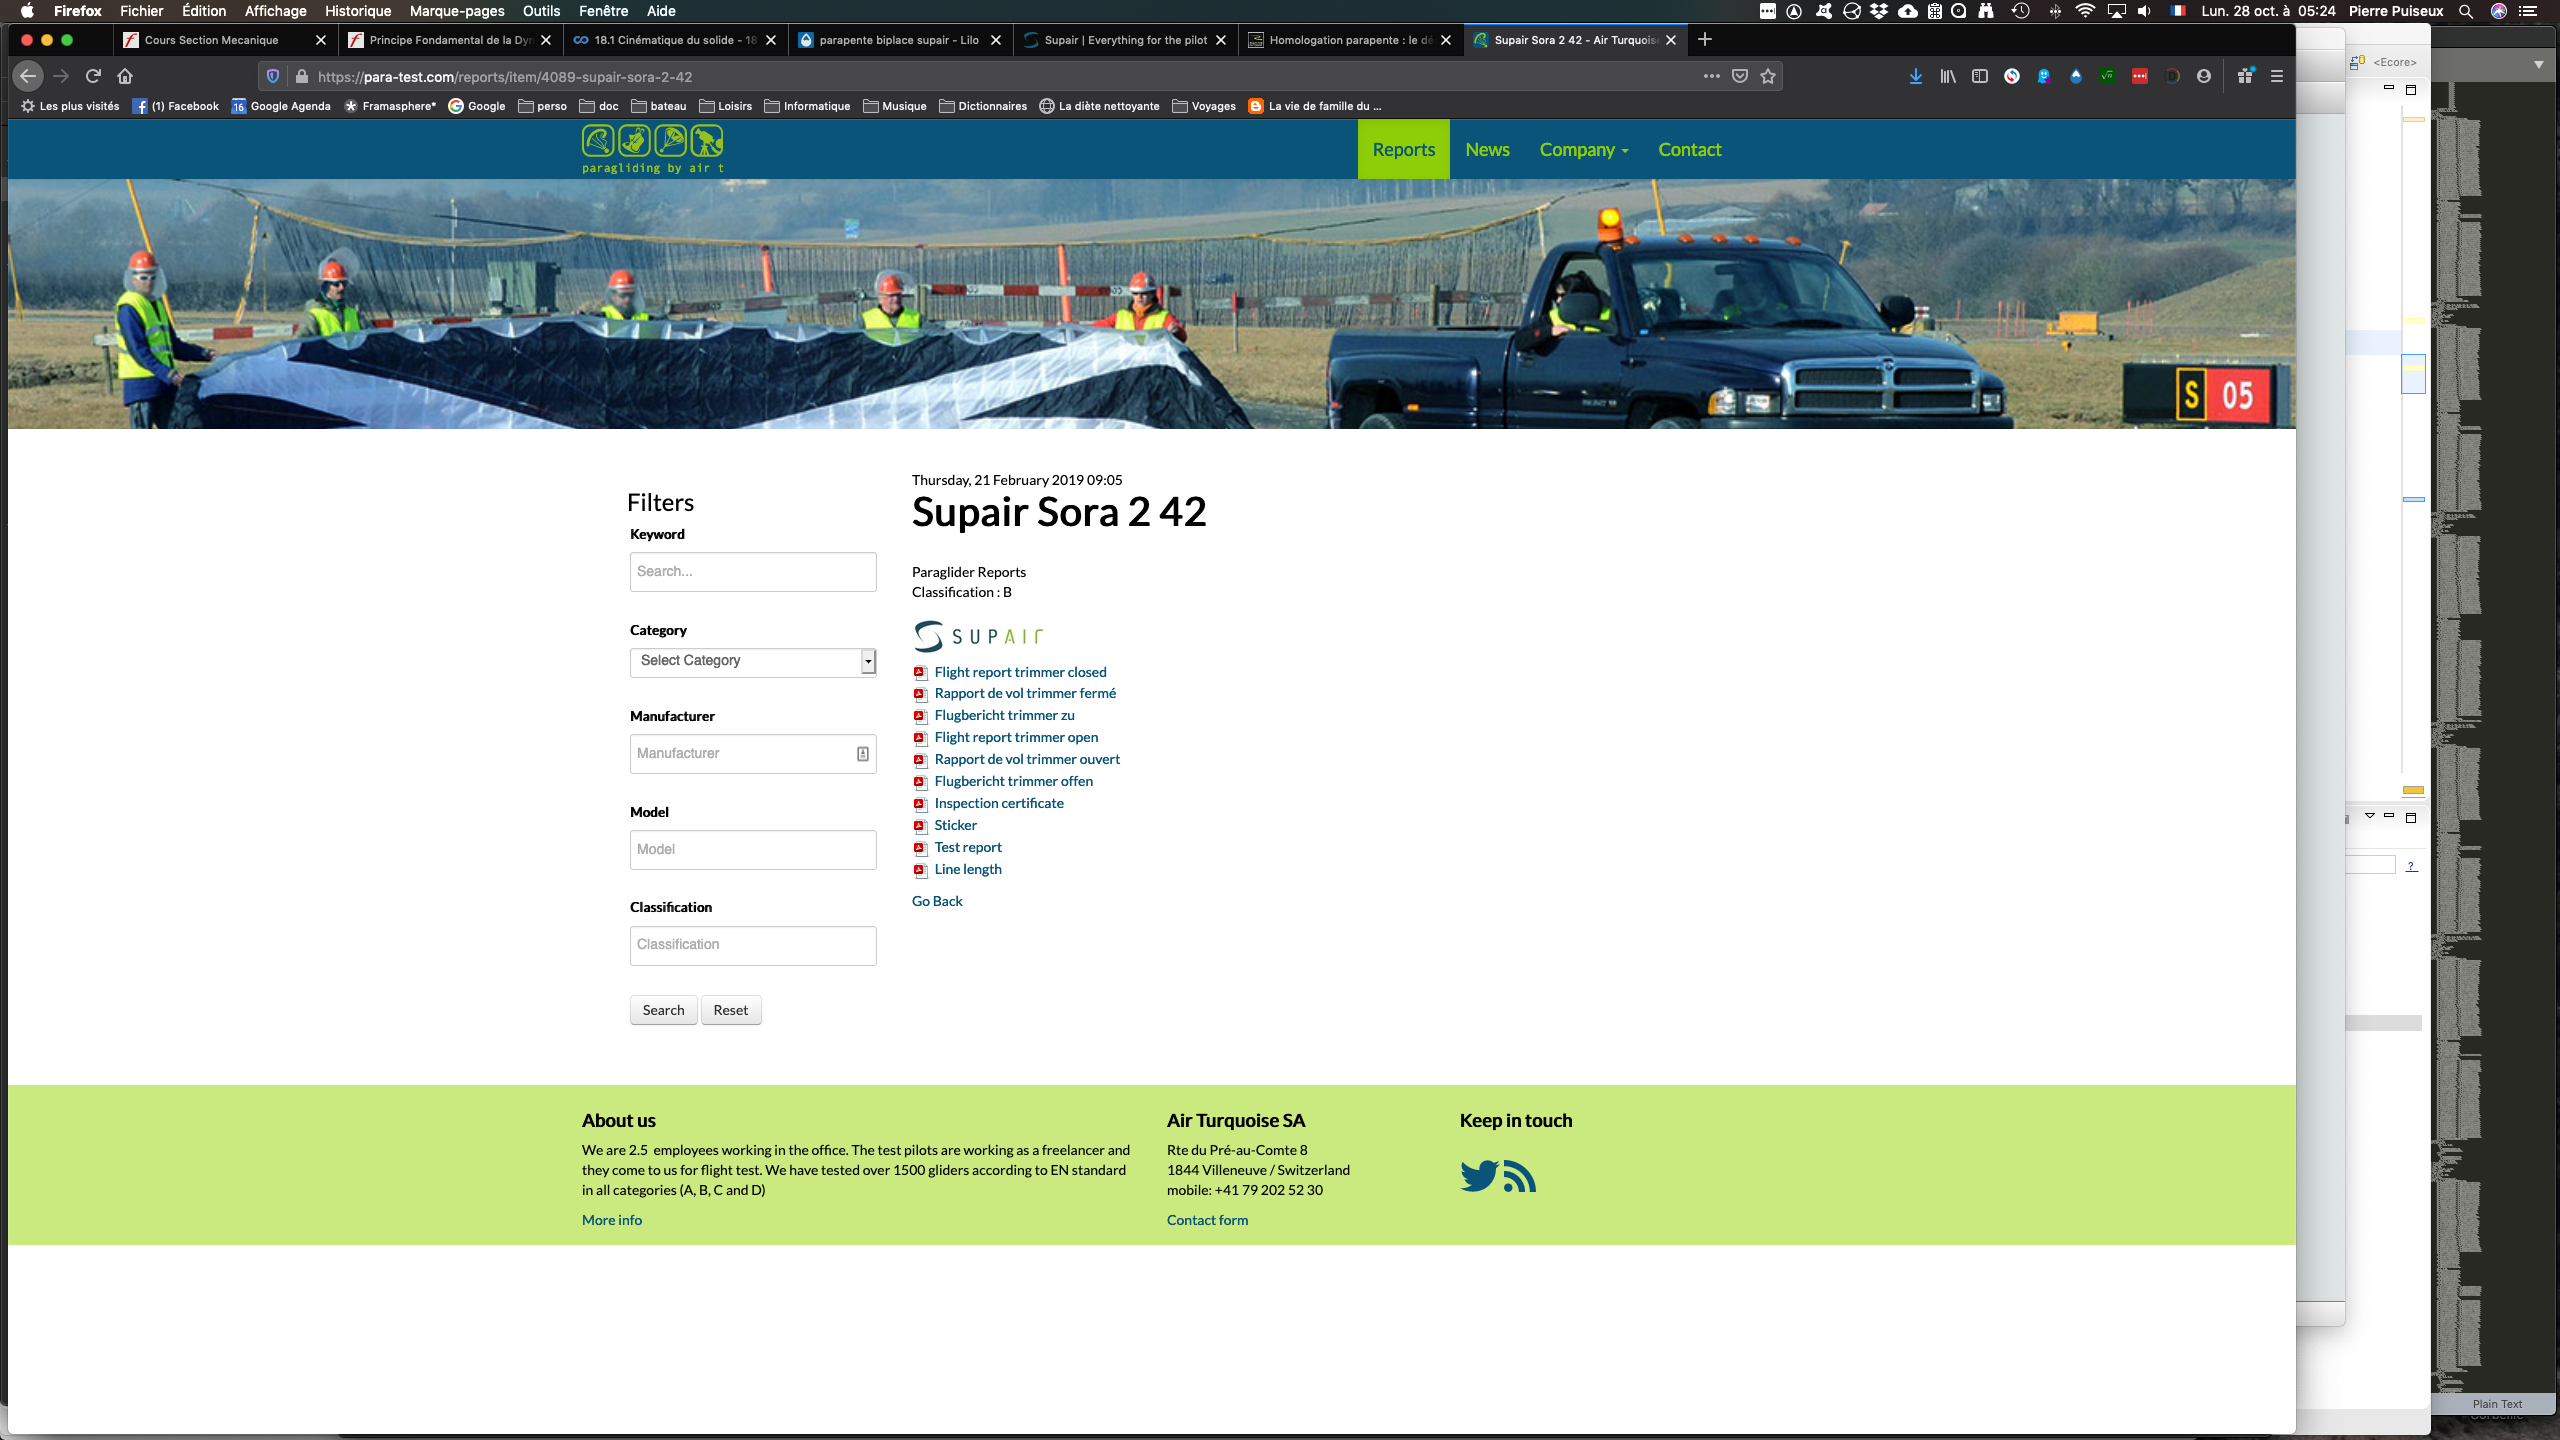 Firefox Fichier Édition Affichage Historique Marque-pages Outils Fenêtre Aide
Lun. 28 oct. à 05:24 Pierre Puiseux
Cours Section Mecanique
Principe Fondamental de la Dyn
18.1 Cinématique du solide - 18
parapente biplace supair - Lilo
Supair | Everything for the pilot
Homologation parapente : le dé
Supair Sora 2 42 - Air Turquoise
https://para-test.com/reports/item/4089-supair-sora-2-42
<Ecore>
Les plus visités
(1) Facebook
16 Google Agenda
Framasphere*
Google
perso
doc
bateau
Loisirs
Informatique
Musique
Dictionnaires
La diète nettoyante
Voyages
La vie de famille du ...
paragliding by air t
Reports News Company Contact
S 05
Thursday, 21 February 2019 09:05
Supair Sora 2 42
Paraglider Reports
Classification : B
SUPAIR
Flight report trimmer closed
Rapport de vol trimmer fermé
Flugbericht trimmer zu
Flight report trimmer open
Rapport de vol trimmer ouvert
Flugbericht trimmer offen
Inspection certificate
Sticker
Test report
Line length
Go Back
Filters
Keyword
Search...
Category
Select Category
Manufacturer
Manufacturer
Model
Model
Classification
Classification
Search Reset
About us
We are 2.5 employees working in the office. The test pilots are working as a freelancer and
they come to us for flight test. We have tested over 1500 gliders according to EN standard
in all categories (A, B, C and D)
More info
Air Turquoise SA
Rte du Pré-au-Comte 8
1844 Villeneuve / Switzerland
mobile: +41 79 202 52 30
Contact form
Keep in touch
?
Plain Text